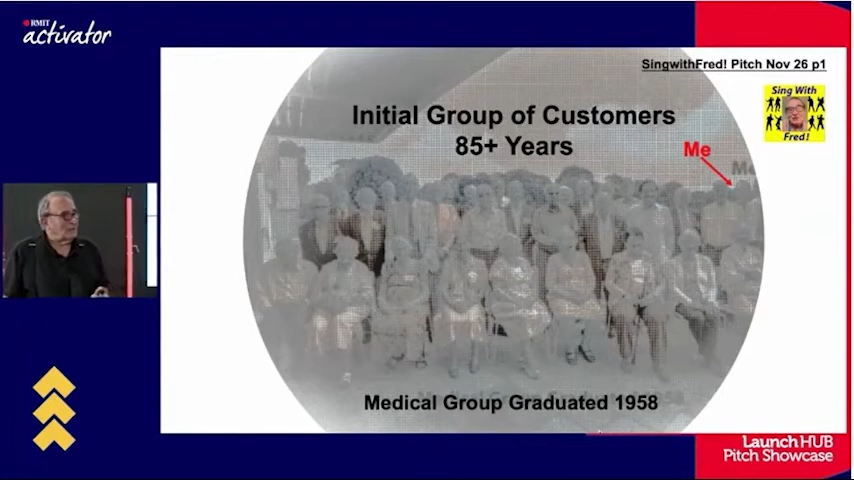 RMIT
activator
SingwithFred! Pitch Nov 26 p1
Sing With
Fred!
Initial Group of Customers
85+ Years
Me
Me
Medical Group Graduated 1958
LaunchHUB
Pitch Showcase